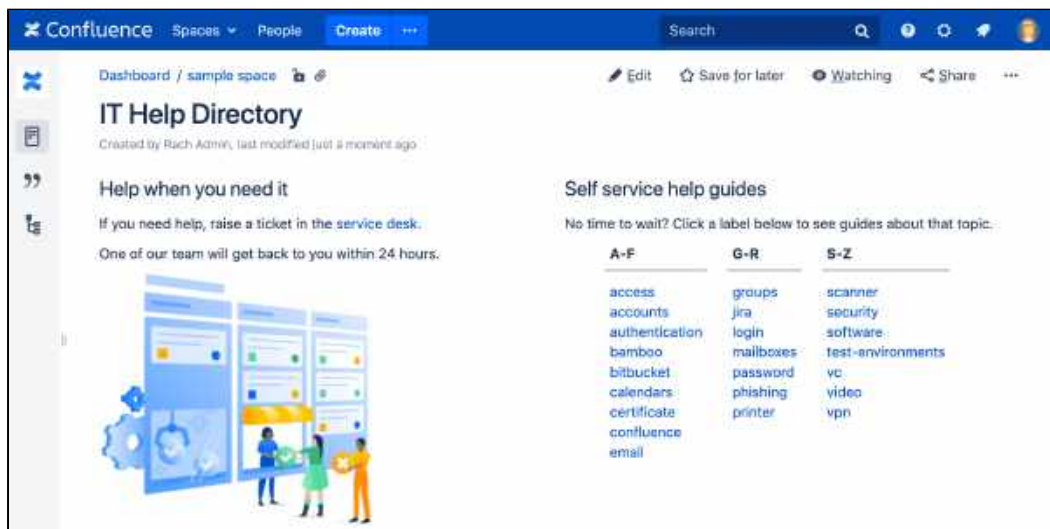 Confluence Spaces People Create ... Search
Dashboard / sample space
Edit Save for later Watching Share ...
IT Help Directory
Created by Rach Admin, last modified just a moment ago
Help when you need it
If you need help, raise a ticket in the service desk.
One of our team will get back to you within 24 hours.
Self service help guides
No time to wait? Click a label below to see guides about that topic.
A-F
access
accounts
authentication
bamboo
bitbucket
calendars
certificate
confluence
email
G-R
groups
jira
login
mailboxes
password
phishing
printer
S-Z
scanner
security
software
test-environments
vc
video
vpn